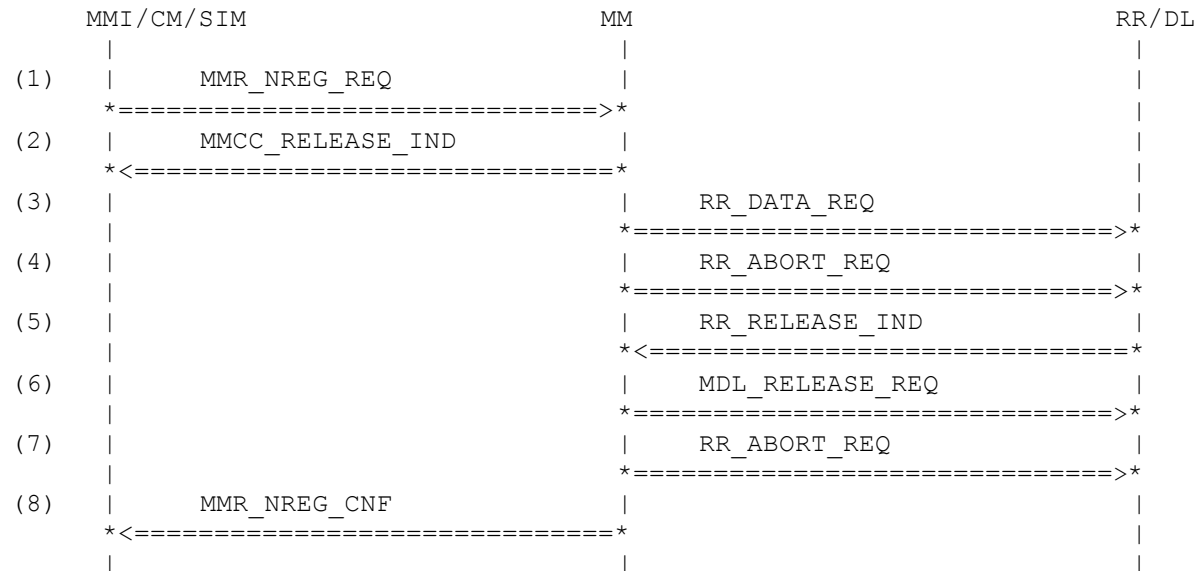 MMI/CM/SIM MM RR/DL
| | |
(1) | MMR_NREG_REQ | |
*==============================>* |
(2) | MMCC_RELEASE_IND | |
*<==============================* |
(3) | | RR_DATA_REQ |
| *==============================>*
(4) | | RR_ABORT_REQ |
| *==============================>*
(5) | | RR_RELEASE_IND |
| *<==============================*
(6) | | MDL_RELEASE_REQ |
| *==============================>*
(7) | | RR_ABORT_REQ |
| *==============================>*
(8) | MMR_NREG_CNF | |
*<==============================* |
| | |